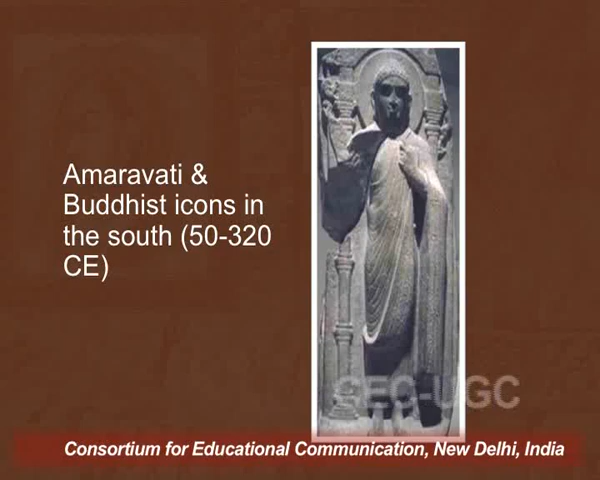 Amaravati &
Buddhist icons in
the south (50-320
CE)
CEC-UGC
Consortium for Educational Communication, New Delhi, India